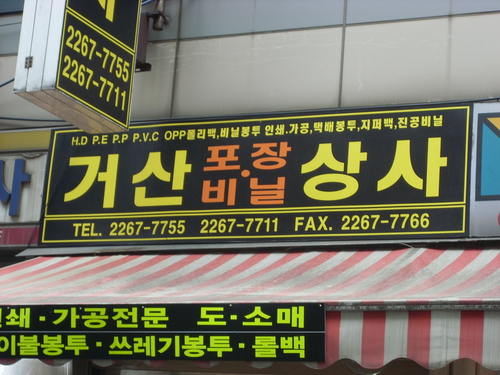 2267-7755
2267-7711
H.D P.E P.P P.V.C OPP폴리백,비닐봉투 인쇄.가공,택배봉투,지퍼백,진공비닐
거산 포장·비닐 상사
TEL. 2267-7755 2267-7711 FAX. 2267-7766
인쇄·가공전문 도·소매
이불봉투·쓰레기봉투·롤백